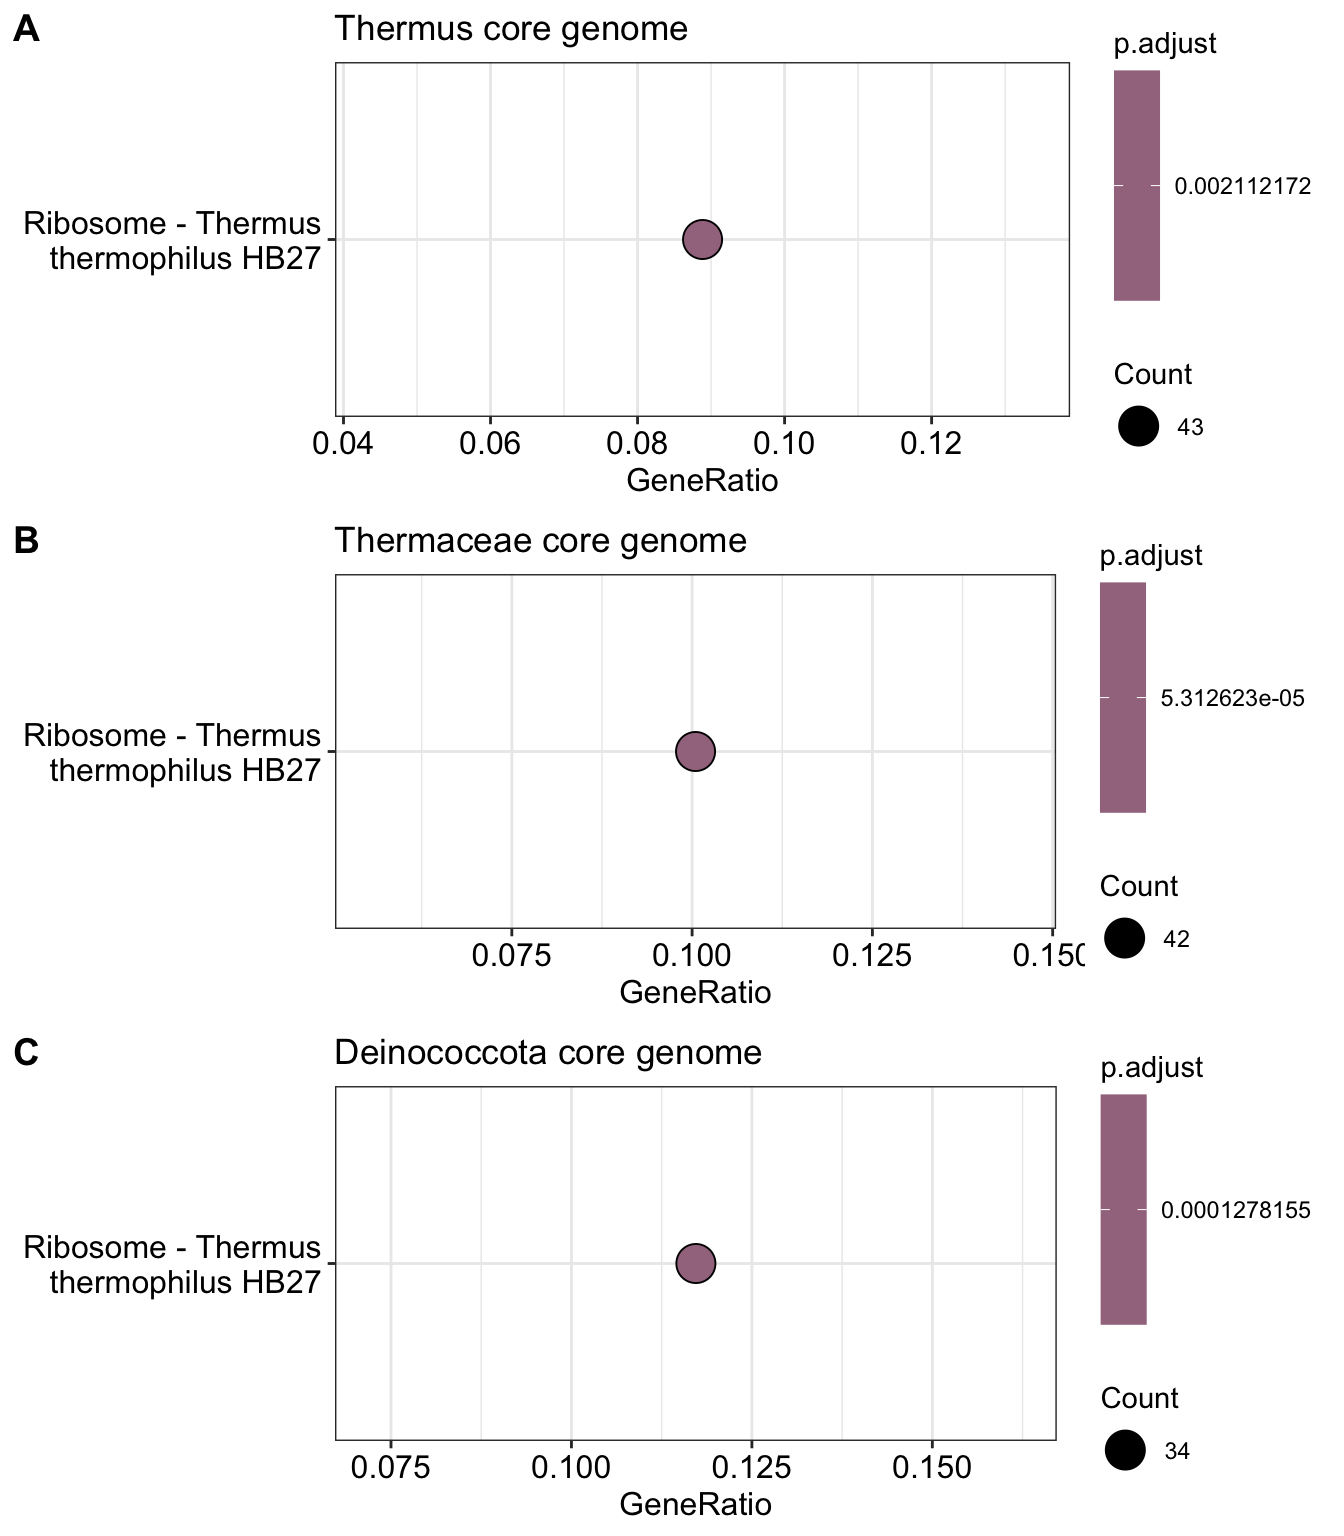 A
Thermus core genome
p.adjust
0.002112172
Ribosome - Thermus
thermophilus HB27
Count
43
0.04 0.06 0.08 0.10 0.12
GeneRatio
B
Thermaceae core genome
p.adjust
5.312623e-05
Ribosome - Thermus
thermophilus HB27
Count
42
0.075 0.100 0.125 0.150
GeneRatio
C
Deinococcota core genome
p.adjust
0.0001278155
Ribosome - Thermus
thermophilus HB27
Count
34
0.075 0.100 0.125 0.150
GeneRatio